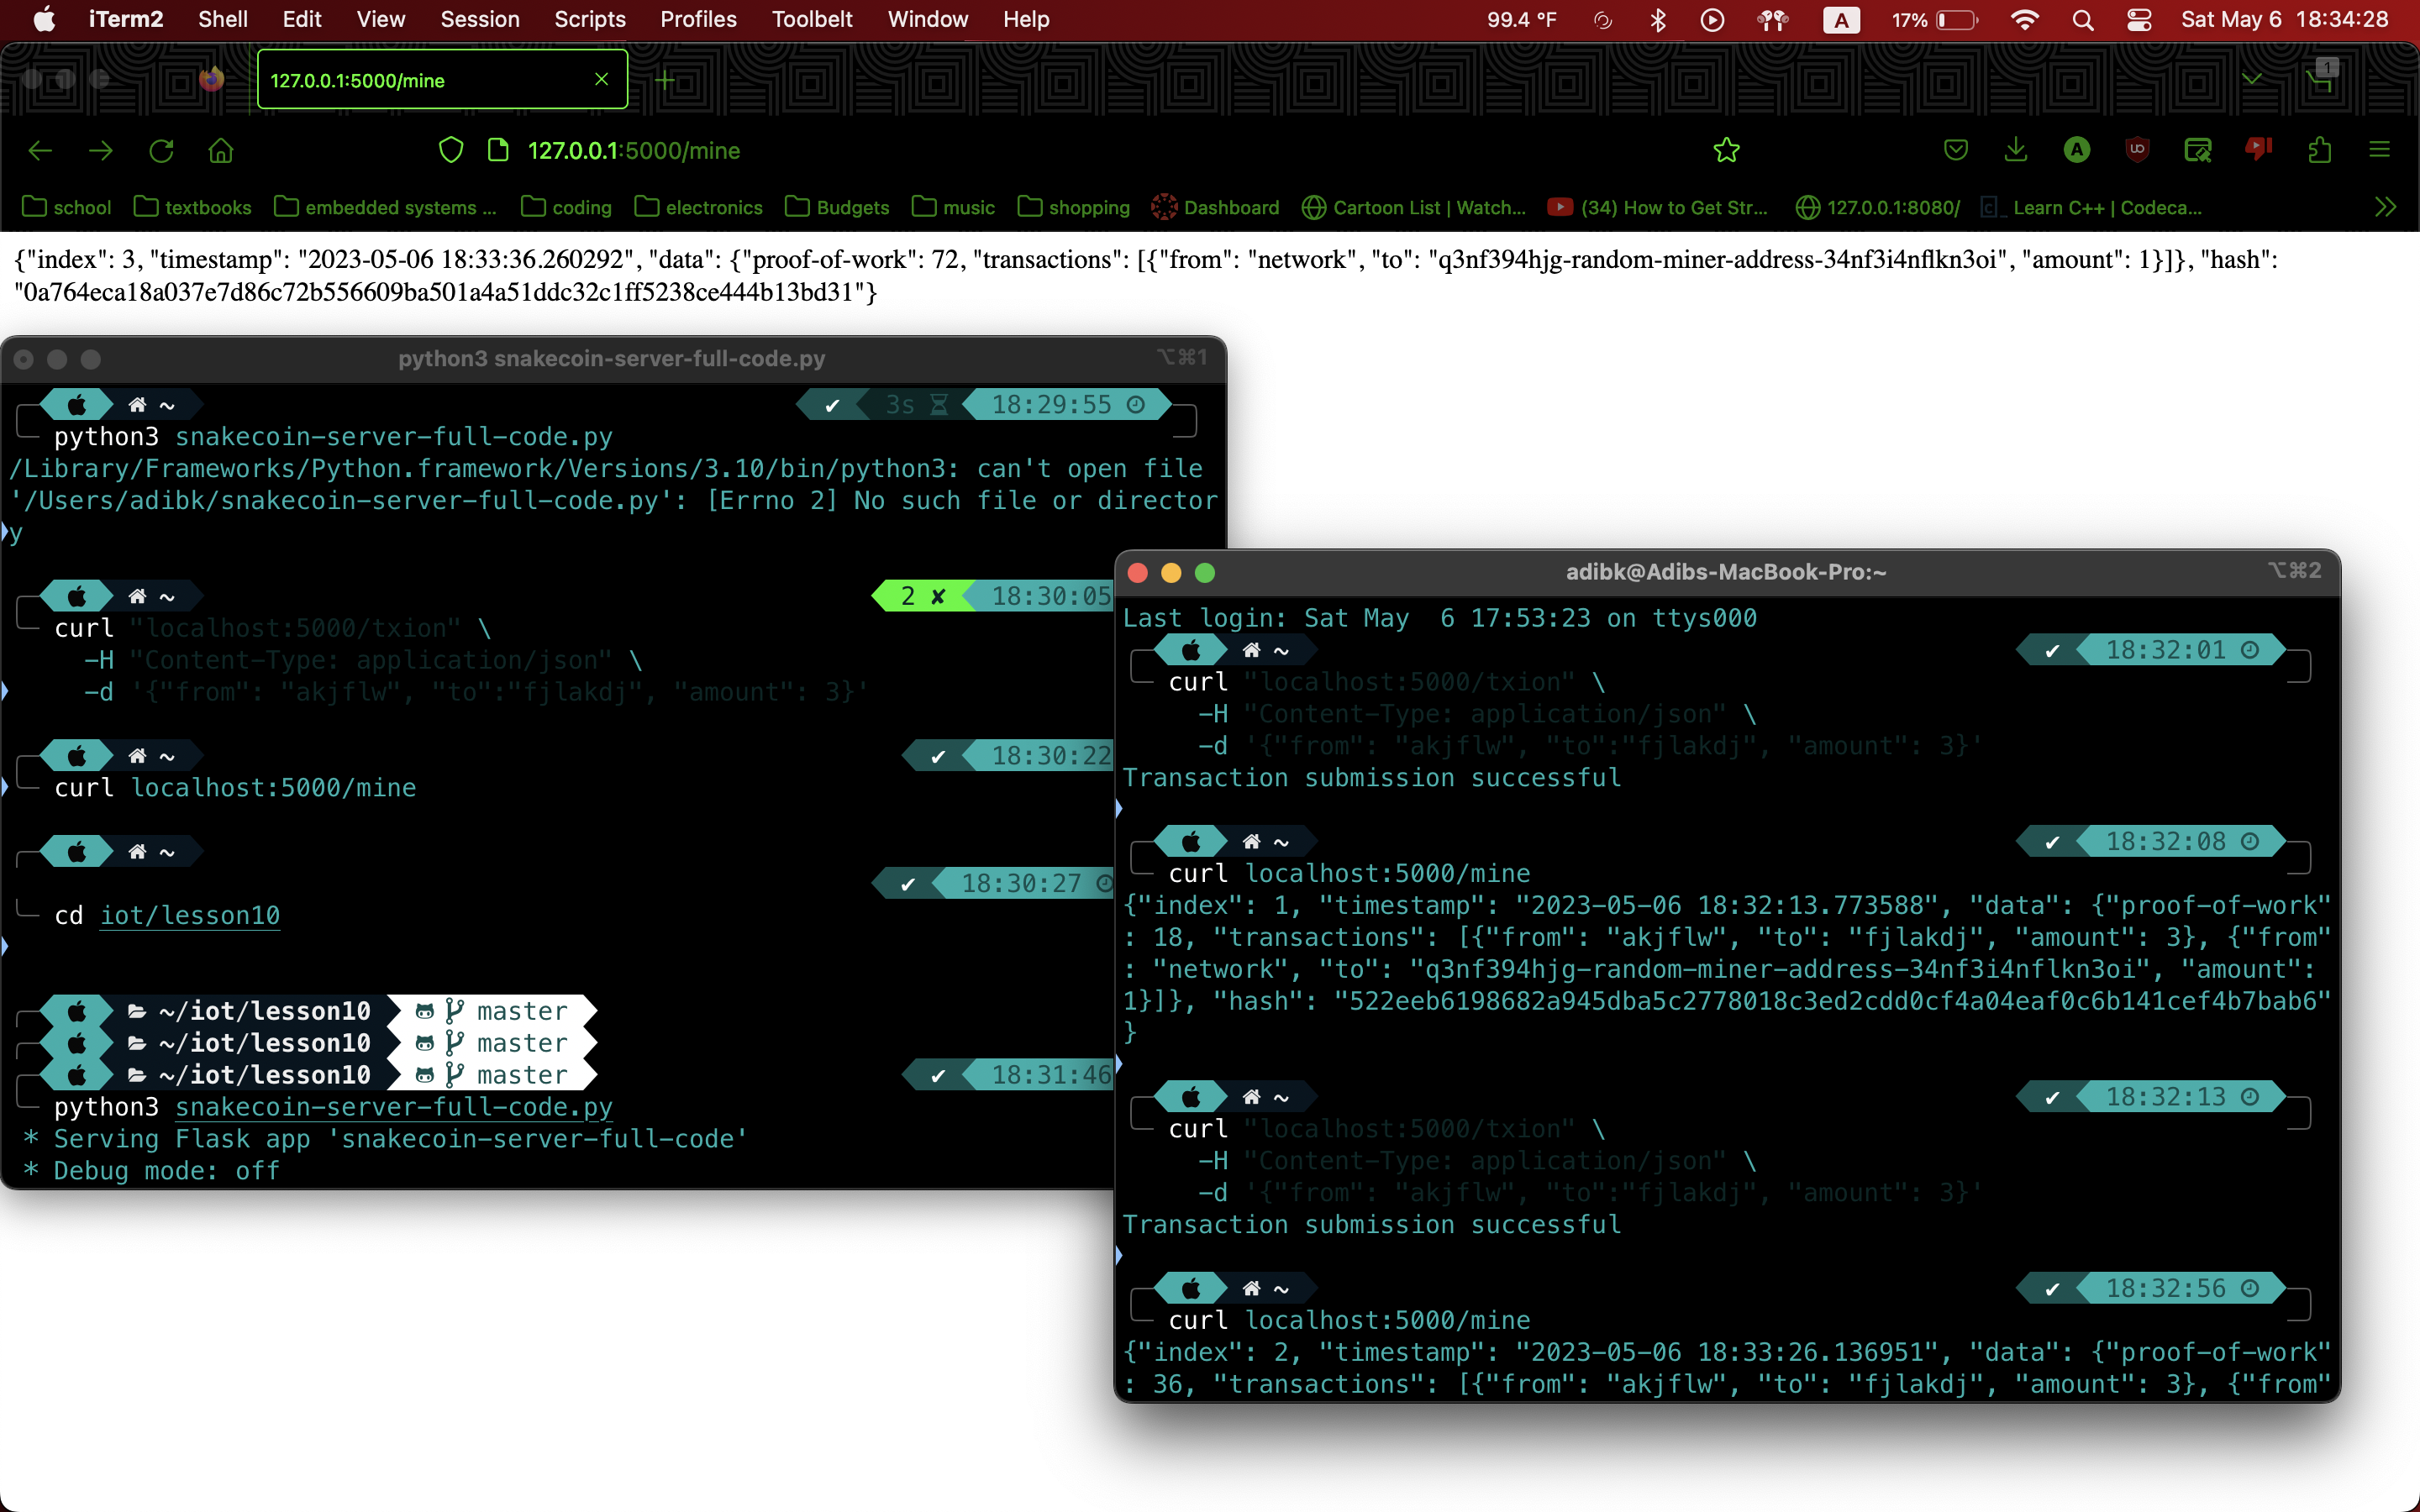 iTerm2 Shell Edit View Session Scripts Profiles Toolbelt Window Help 99.4 °F A 17% Sat May 6 18:34:28
127.0.0.1:5000/mine
1
127.0.0.1:5000/mine
school textbooks embedded systems ... coding electronics Budgets music shopping Dashboard Cartoon List | Watch... (34) How to Get Str... 127.0.0.1:8080/ Learn C++ | Codeca...
{"index": 3, "timestamp": "2023-05-06 18:33:36.260292", "data": {"proof-of-work": 72, "transactions": [{"from": "network", "to": "q3nf394hjg-random-miner-address-34nf3i4nflkn3oi", "amount": 1}]}, "hash":
"0a764eca18a037e7d86c72b556609ba501a4a51ddc32c1ff5238ce444b13bd31"}
python3 snakecoin-server-full-code.py ⌥⌘1
~ ✔ 3s 18:29:55
python3 snakecoin-server-full-code.py
/Library/Frameworks/Python.framework/Versions/3.10/bin/python3: can't open file
'/Users/adibk/snakecoin-server-full-code.py': [Errno 2] No such file or director
y
~ 2 ✘ 18:30:05
curl "localhost:5000/txion" \
-H "Content-Type: application/json" \
-d '{"from": "akjflw", "to":"fjlakdj", "amount": 3}'
~ ✔ 18:30:22
curl localhost:5000/mine
~
✔ 18:30:27
cd iot/lesson10
~/iot/lesson10 master
~/iot/lesson10 master
~/iot/lesson10 master ✔ 18:31:46
python3 snakecoin-server-full-code.py
* Serving Flask app 'snakecoin-server-full-code'
* Debug mode: off
adibk@Adibs-MacBook-Pro:~ ⌥⌘2
Last login: Sat May  6 17:53:23 on ttys000
~ ✔ 18:32:01
curl "localhost:5000/txion" \
-H "Content-Type: application/json" \
-d '{"from": "akjflw", "to":"fjlakdj", "amount": 3}'
Transaction submission successful
~ ✔ 18:32:08
curl localhost:5000/mine
{"index": 1, "timestamp": "2023-05-06 18:32:13.773588", "data": {"proof-of-work"
: 18, "transactions": [{"from": "akjflw", "to": "fjlakdj", "amount": 3}, {"from"
: "network", "to": "q3nf394hjg-random-miner-address-34nf3i4nflkn3oi", "amount":
1}]}, "hash": "522eeb6198682a945dba5c2778018c3ed2cdd0cf4a04eaf0c6b141cef4b7bab6"
}
~ ✔ 18:32:13
curl "localhost:5000/txion" \
-H "Content-Type: application/json" \
-d '{"from": "akjflw", "to":"fjlakdj", "amount": 3}'
Transaction submission successful
~ ✔ 18:32:56
curl localhost:5000/mine
{"index": 2, "timestamp": "2023-05-06 18:33:26.136951", "data": {"proof-of-work"
: 36, "transactions": [{"from": "akjflw", "to": "fjlakdj", "amount": 3}, {"from"